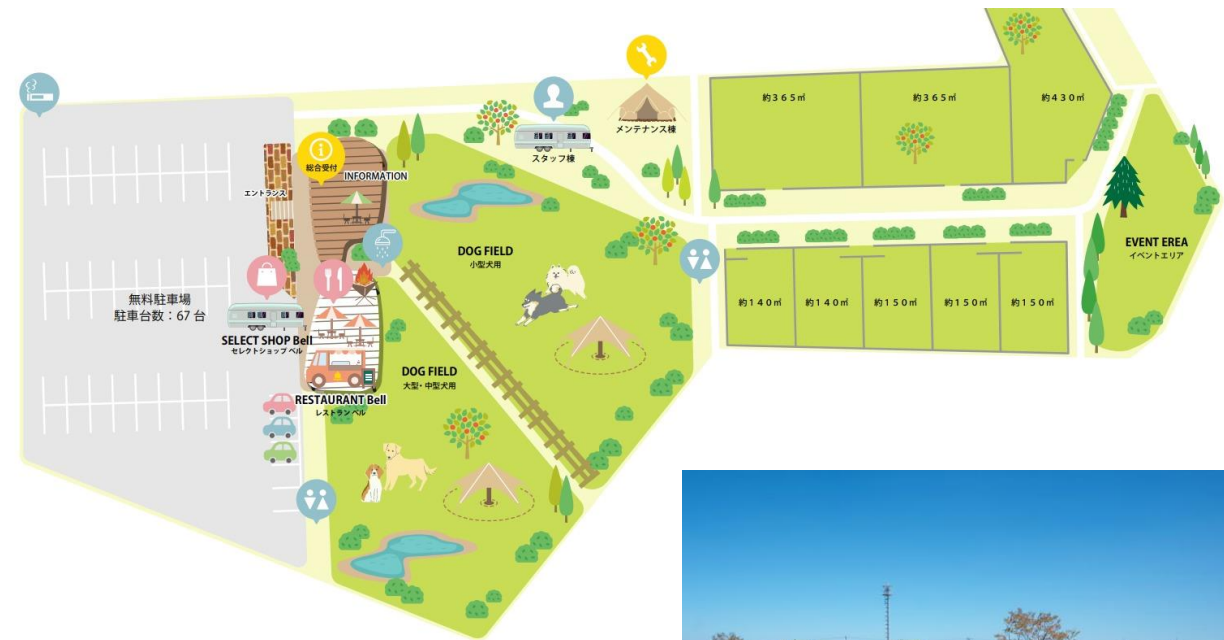 約365㎡
約365㎡
約430㎡
メンテナンス棟
スタッフ棟
総合受付
INFORMATION
エントランス
DOG FIELD
小型犬用
EVENT EREA
イベントエリア
約140㎡
約140㎡
約150㎡
約150㎡
約150㎡
無料駐車場
駐車台数：67台
SELECT SHOP Bell
セレクトショップ ベル
DOG FIELD
大型・中型犬用
RESTAURANT Bell
レストラン ベル